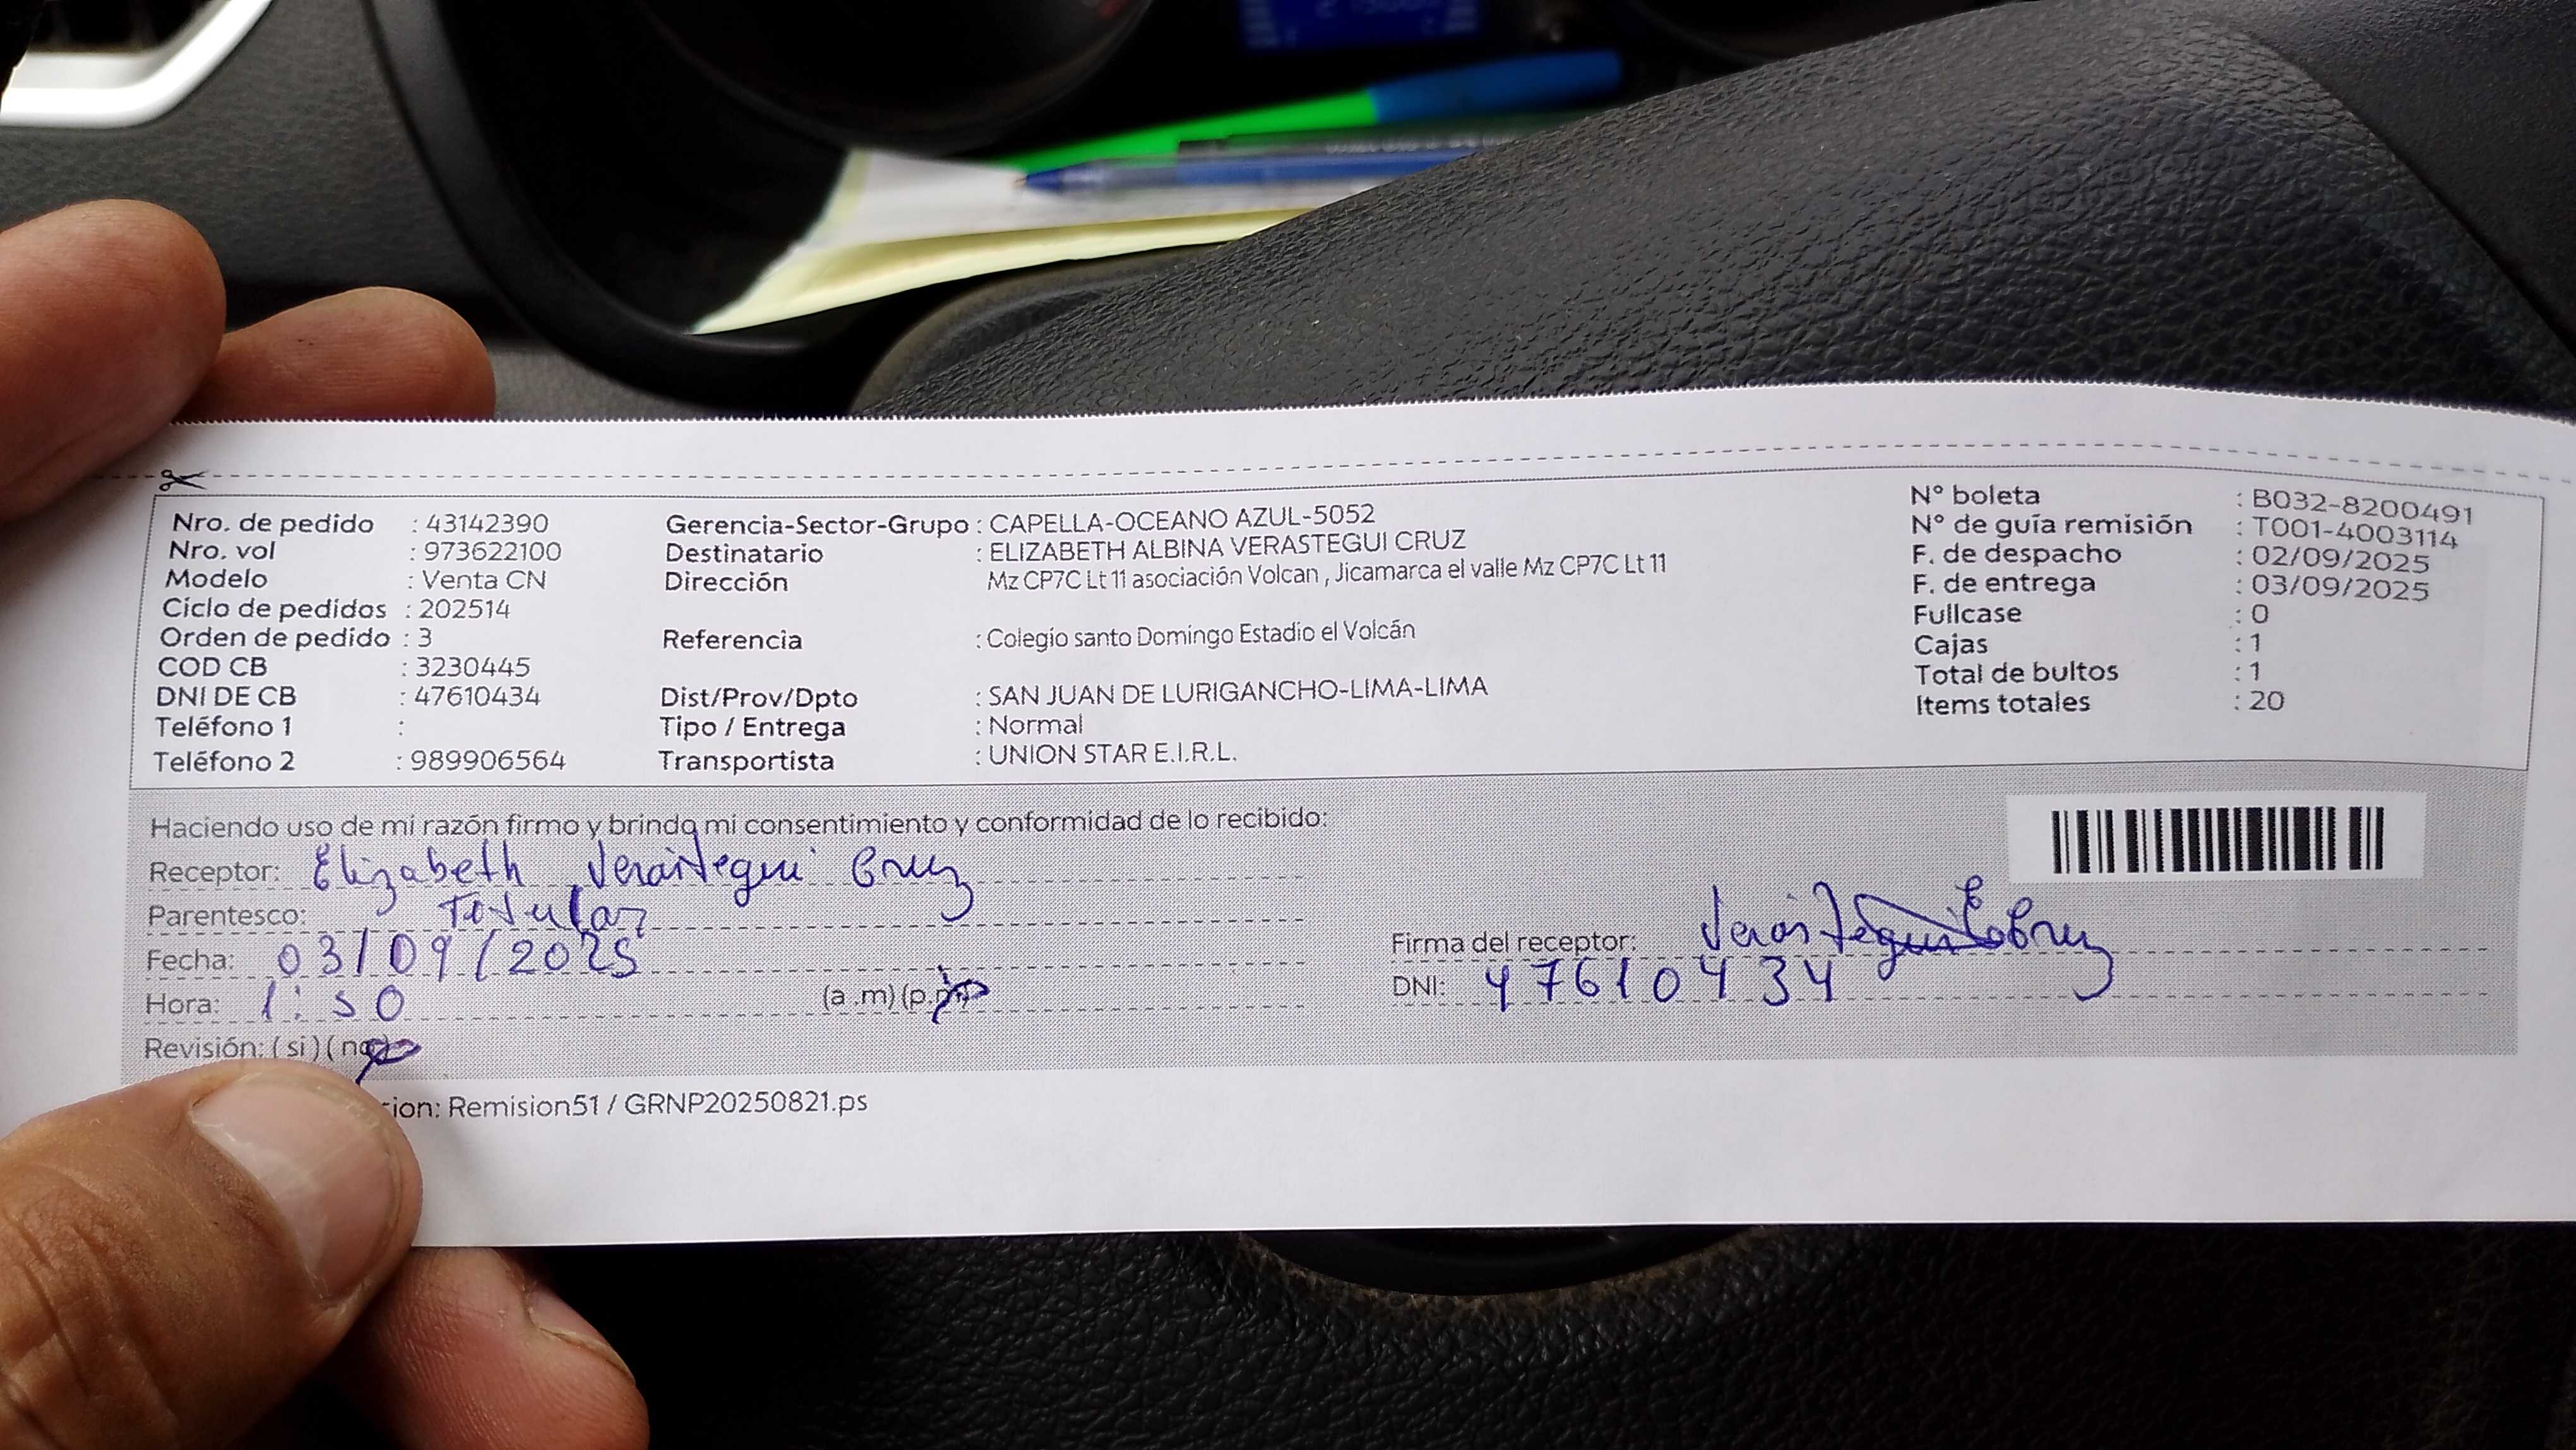 Nro. de pedido : 43142390
Nro. vol : 973622100
Modelo : Venta CN
Ciclo de pedidos : 202514
Orden de pedido : 3
COD CB : 3230445
DNI DE CB : 47610434
Teléfono 1 :
Teléfono 2 : 989906564
Gerencia-Sector-Grupo : CAPELLA-OCEANO AZUL-5052
Destinatario : ELIZABETH ALBINA VERASTEGUI CRUZ
Dirección Mz CP7C Lt 11 asociación Volcan , Jicamarca el valle Mz CP7C Lt 11
Referencia : Colegio santo Domingo Estadio el Volcán
Dist/Prov/Dpto : SAN JUAN DE LURIGANCHO-LIMA-LIMA
Tipo / Entrega : Normal
Transportista : UNION STAR E.I.R.L.
N° boleta : B032-8200491
N° de guía remisión : T001-4003114
F. de despacho : 02/09/2025
F. de entrega : 03/09/2025
Fullcase : 0
Cajas : 1
Total de bultos : 1
Items totales : 20
Haciendo uso de mi razón firmo y brindo mi consentimiento y conformidad de lo recibido:
Receptor: Elizabeth Verastegui Cruz
Parentesco: Titular
Fecha: 03/09/2025
Hora: 1:50 (a .m) (p.m)
Revisión: ( si ) ( no )
Firma del receptor: Verastegui Cruz
DNI: 47610434
ion: Remision51 / GRNP20250821.ps